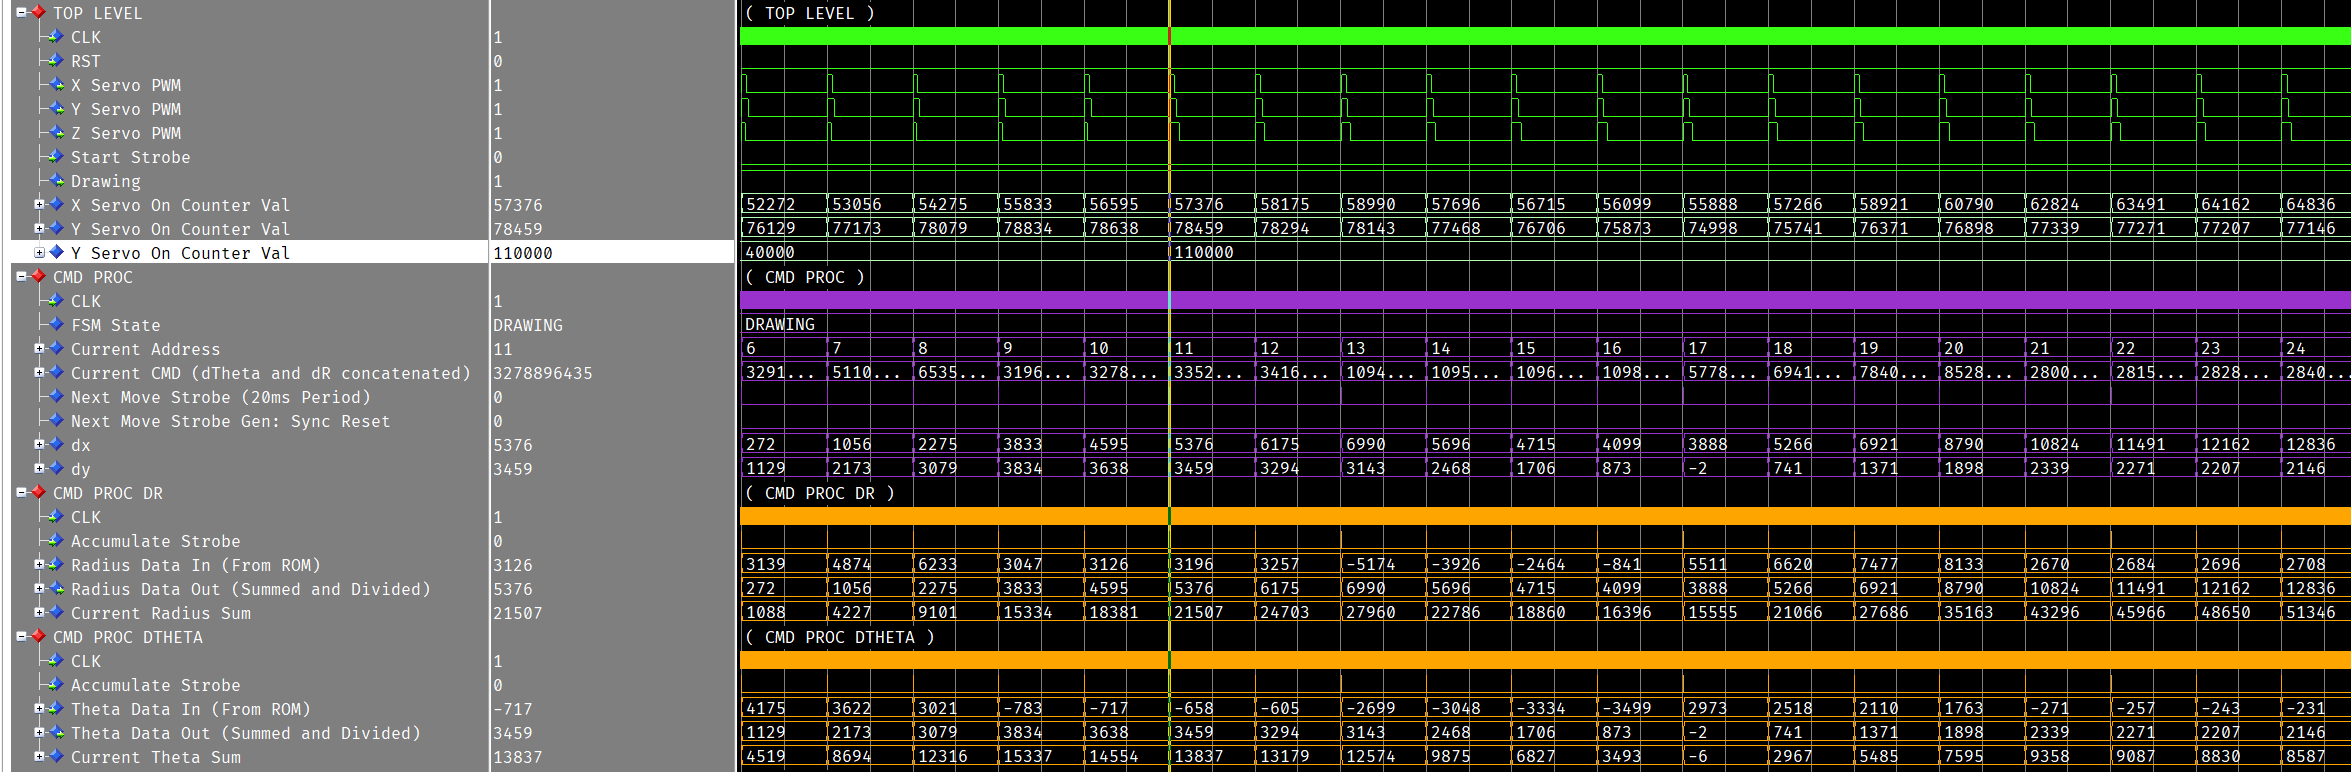 TOP LEVEL ( TOP LEVEL )
CLK 1
RST 0
X Servo PWM 1
Y Servo PWM 1
Z Servo PWM 1
Start Strobe 0
Drawing 1
X Servo On Counter Val 57376 52272 53056 54275 55833 56595 57376 58175 58990 57696 56715 56099 55888 57266 58921 60790 62824 63491 64162 64836
Y Servo On Counter Val 78459 76129 77173 78079 78834 78638 78459 78294 78143 77468 76706 75873 74998 75741 76371 76898 77339 77271 77207 77146
Y Servo On Counter Val 110000 40000 110000
CMD PROC ( CMD PROC )
CLK 1
FSM State DRAWING DRAWING
Current Address 11 6 7 8 9 10 11 12 13 14 15 16 17 18 19 20 21 22 23 24
Current CMD (dTheta and dR concatenated) 3278896435 3291... 5110... 6535... 3196... 3278... 3352... 3416... 1094... 1095... 1096... 1098... 5778... 6941... 7840... 8528... 2800... 2815... 2828... 2840...
Next Move Strobe (20ms Period) 0
Next Move Strobe Gen: Sync Reset 0
dx 5376 272 1056 2275 3833 4595 5376 6175 6990 5696 4715 4099 3888 5266 6921 8790 10824 11491 12162 12836
dy 3459 1129 2173 3079 3834 3638 3459 3294 3143 2468 1706 873 -2 741 1371 1898 2339 2271 2207 2146
CMD PROC DR ( CMD PROC DR )
CLK 1
Accumulate Strobe 0
Radius Data In (From ROM) 3126 3139 4874 6233 3047 3126 3196 3257 -5174 -3926 -2464 -841 5511 6620 7477 8133 2670 2684 2696 2708
Radius Data Out (Summed and Divided) 5376 272 1056 2275 3833 4595 5376 6175 6990 5696 4715 4099 3888 5266 6921 8790 10824 11491 12162 12836
Current Radius Sum 21507 1088 4227 9101 15334 18381 21507 24703 27960 22786 18860 16396 15555 21066 27686 35163 43296 45966 48650 51346
CMD PROC DTHETA ( CMD PROC DTHETA )
CLK 1
Accumulate Strobe 0
Theta Data In (From ROM) -717 4175 3622 3021 -783 -717 -658 -605 -2699 -3048 -3334 -3499 2973 2518 2110 1763 -271 -257 -243 -231
Theta Data Out (Summed and Divided) 3459 1129 2173 3079 3834 3638 3459 3294 3143 2468 1706 873 -2 741 1371 1898 2339 2271 2207 2146
Current Theta Sum 13837 4519 8694 12316 15337 14554 13837 13179 12574 9875 6827 3493 -6 2967 5485 7595 9358 9087 8830 8587